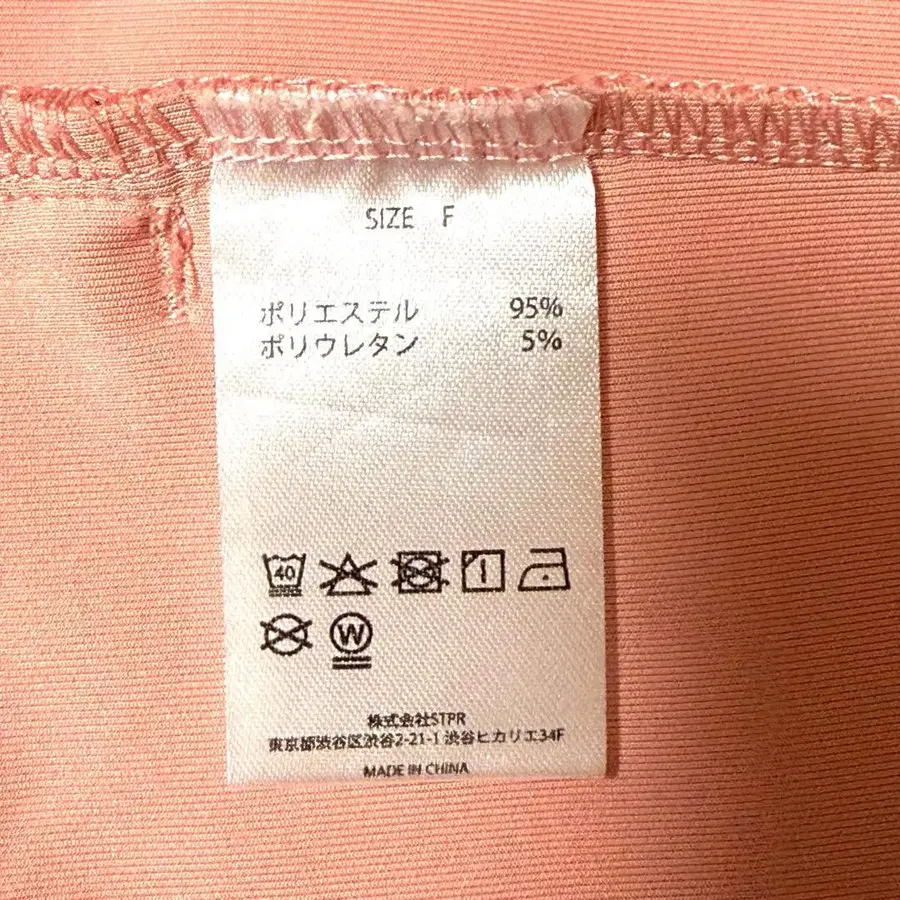 SIZE F
ポリエステル 95%
ポリウレタン 5%
40
W
株式会社STPR
東京都渋谷区渋谷2-21-1 渋谷ヒカリエ34F
MADE IN CHINA